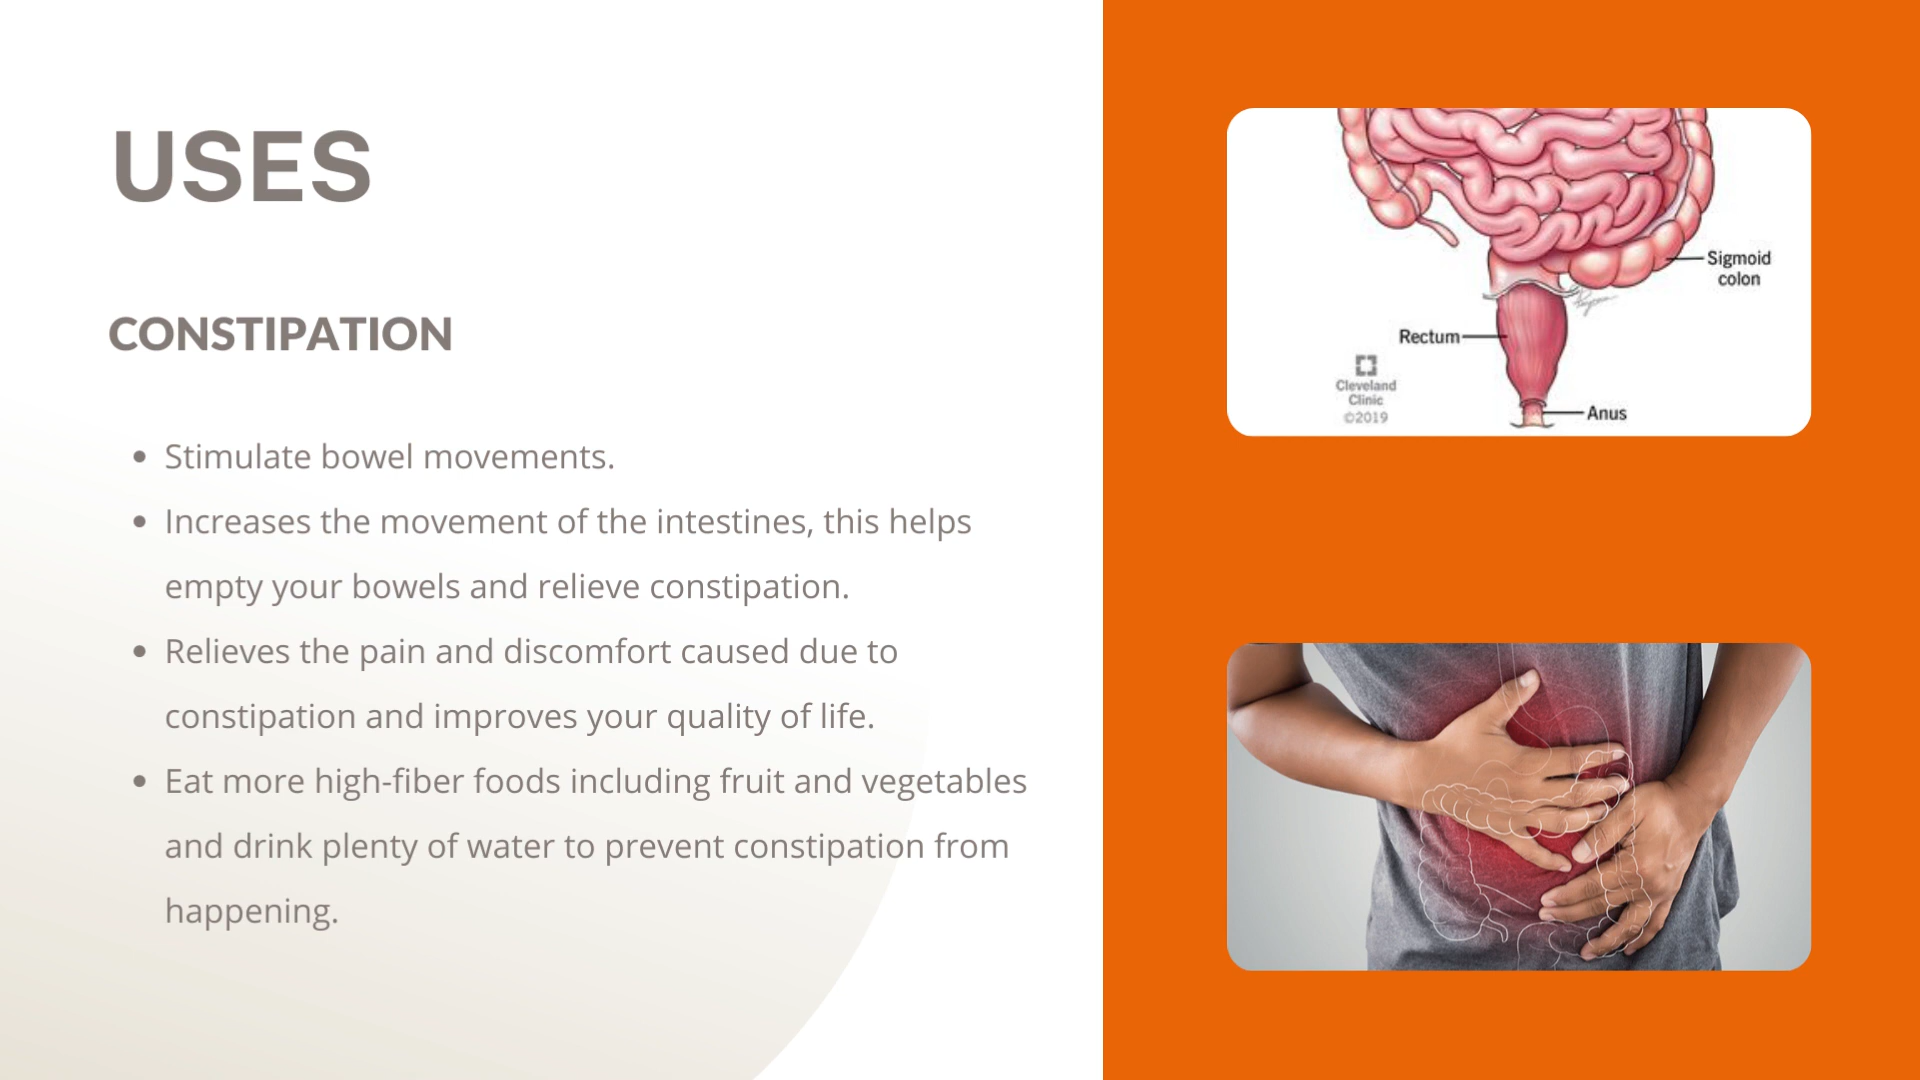 USES
CONSTIPATION
• Stimulate bowel movements.
• Increases the movement of the intestines, this helps
empty your bowels and relieve constipation.
• Relieves the pain and discomfort caused due to
constipation and improves your quality of life.
• Eat more high-fiber foods including fruit and vegetables
and drink plenty of water to prevent constipation from
happening.
Sigmoid
colon
Rectum
Cleveland
Clinic
©2019
Anus